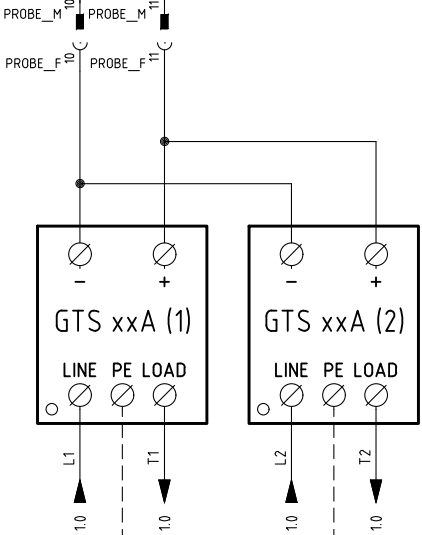 PROBE_M 10 PROBE_M 11
PROBE_F 10 PROBE_F 11
- + - +
GTS xxA (1) GTS xxA (2)
LINE PE LOAD LINE PE LOAD
L1 T1 L2 T2
1.0 1.0 1.0 1.0